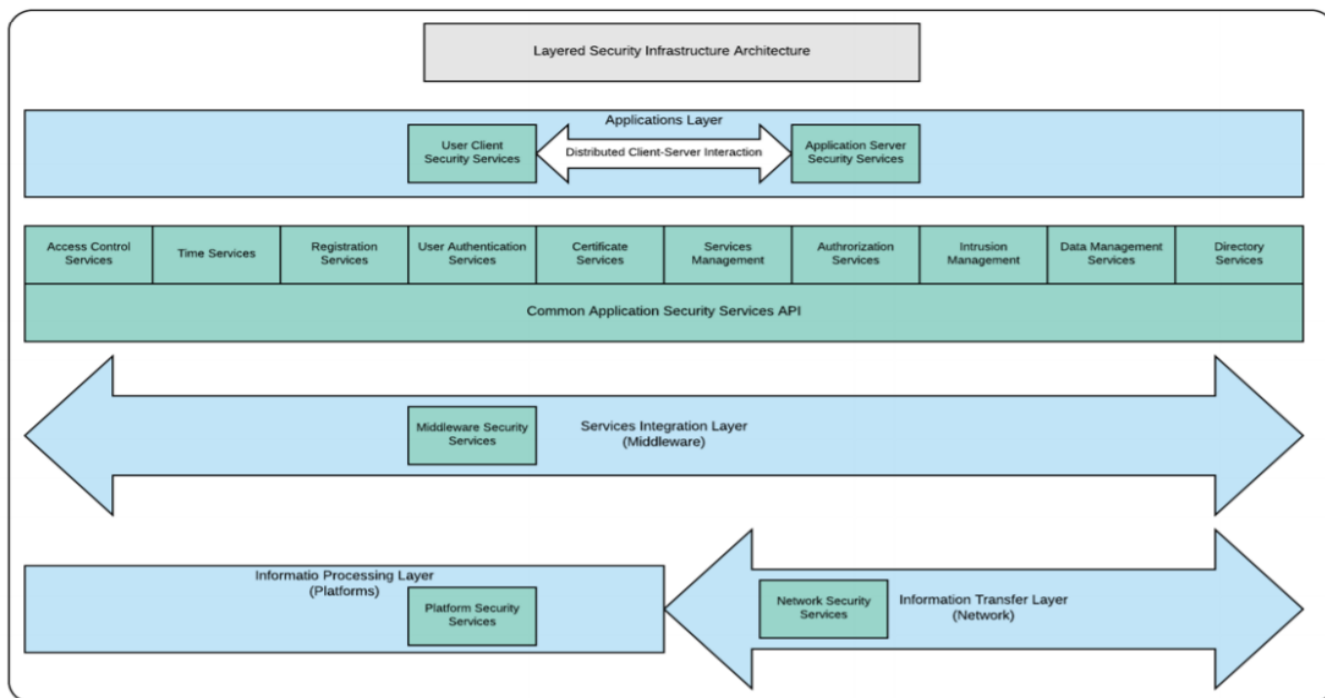 Layered Security Infrastructure Architecture
Applications Layer
User Client
Security Services
Distributed Client-Server Interaction
Application Server
Security Services
Access Control
Services
Time Services
Registration
Services
User Authentication
Services
Certificate
Services
Services
Management
Authrorization
Services
Intrusion
Management
Data Management
Services
Directory
Services
Common Application Security Services API
Middleware Security
Services
Services Integration Layer
(Middleware)
Informatio Processing Layer
(Platforms)
Platform Security
Services
Network Security
Services
Information Transfer Layer
(Network)